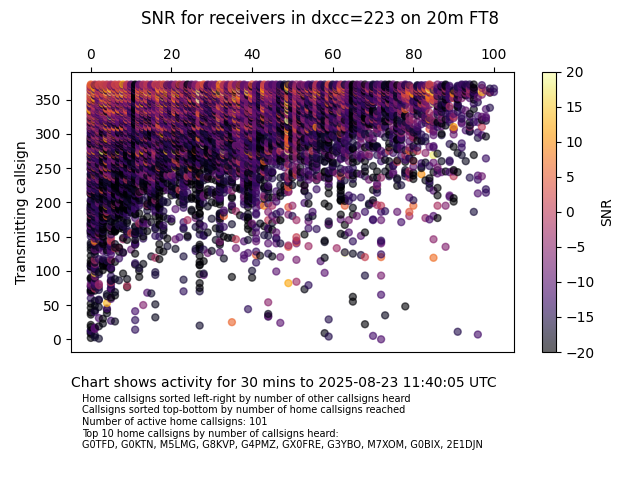 SNR for receivers in dxcc=223 on 20m FT8
0 20 40 60 80 100
350
300
250
200
150
100
50
0
Transmitting callsign
20
15
10
5
0
−5
−10
−15
−20
SNR
Chart shows activity for 30 mins to 2025-08-23 11:40:05 UTC
Home callsigns sorted left-right by number of other callsigns heard
Callsigns sorted top-bottom by number of home callsigns reached
Number of active home callsigns: 101
Top 10 home callsigns by number of callsigns heard:
G0TFD, G0KTN, M5LMG, G8KVP, G4PMZ, GX0FRE, G3YBO, M7XOM, G0BIX, 2E1DJN